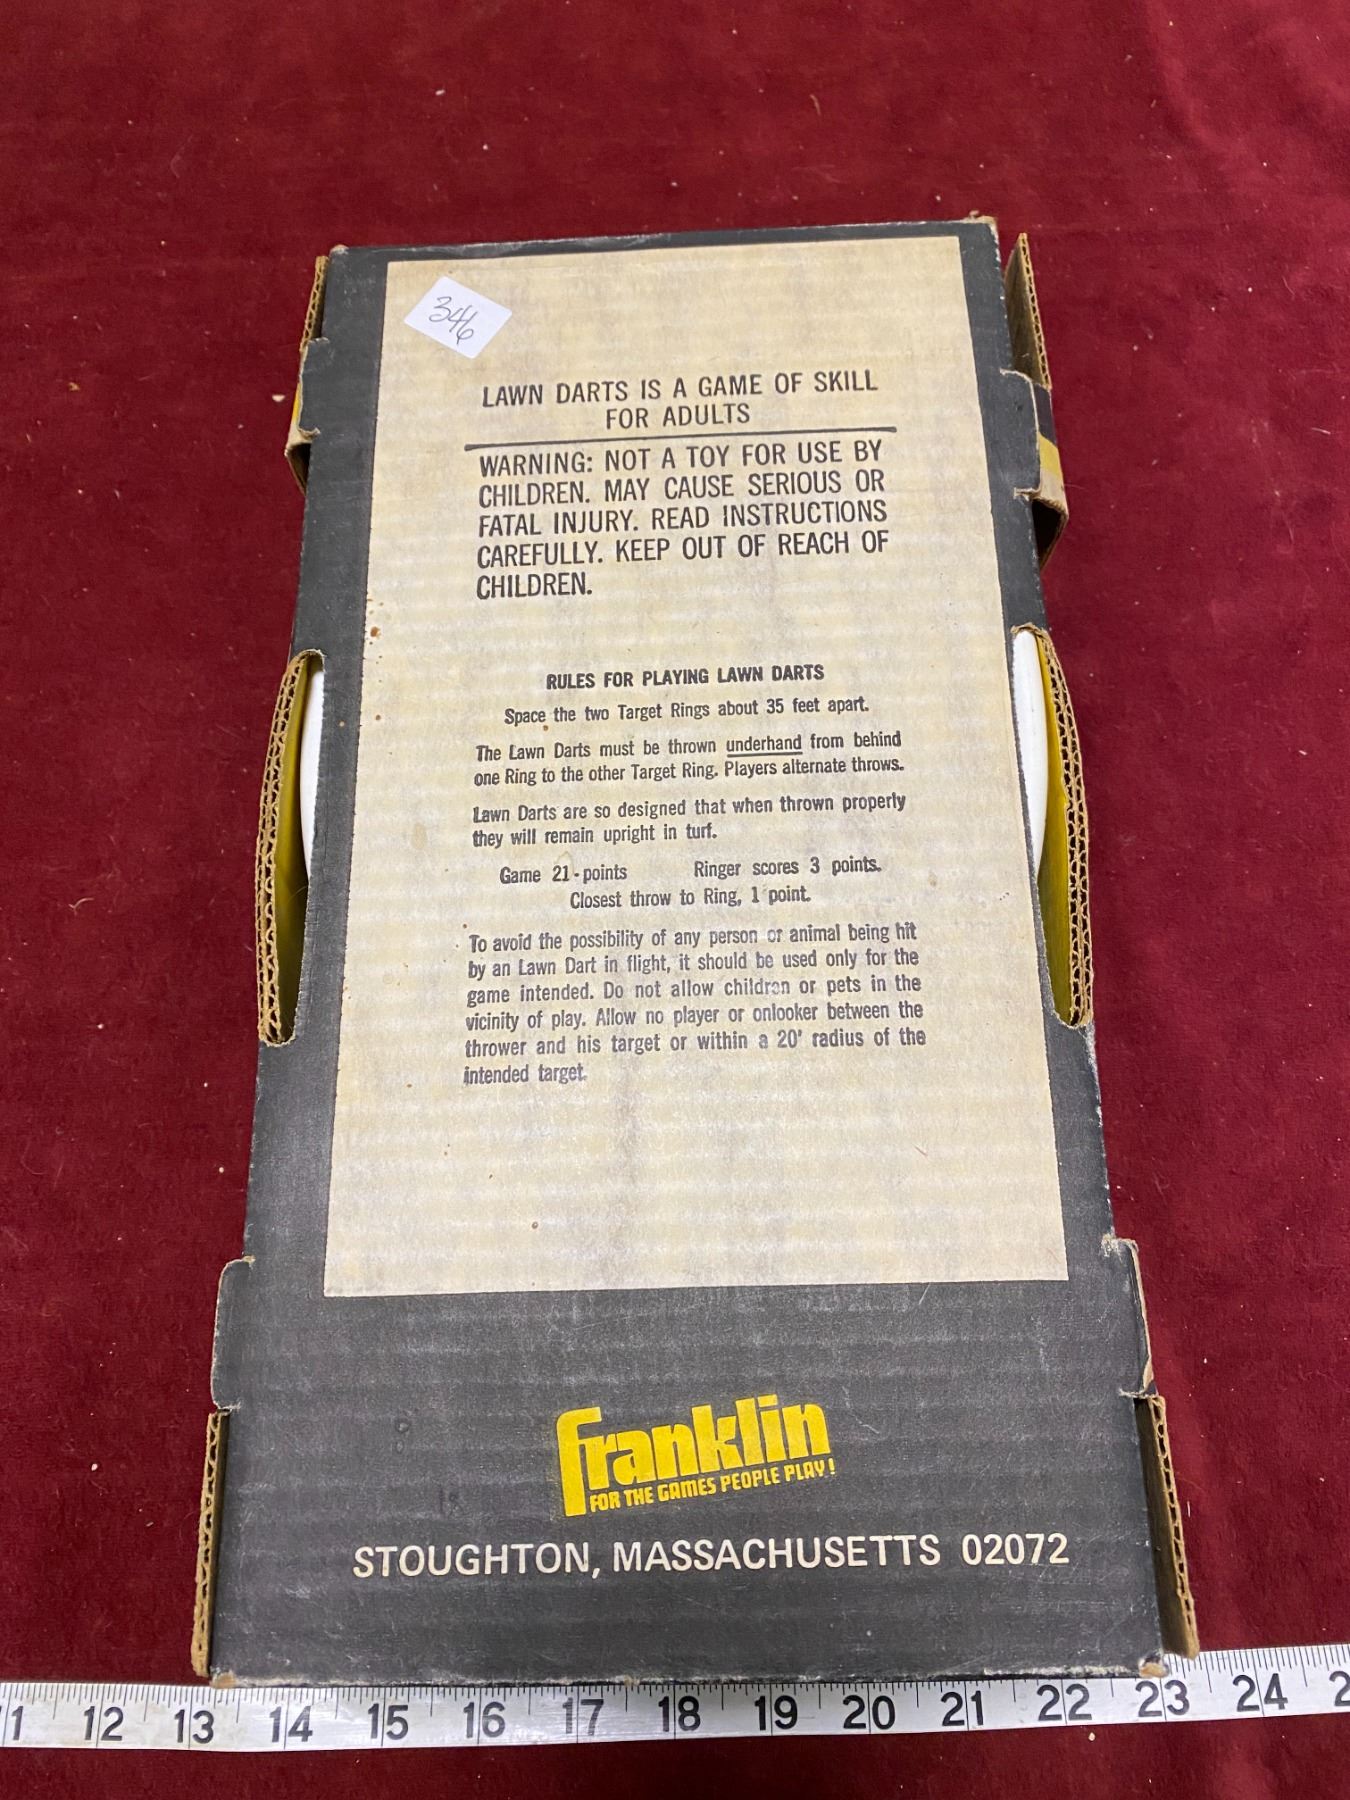 346
LAWN DARTS IS A GAME OF SKILL
FOR ADULTS
WARNING: NOT A TOY FOR USE BY
CHILDREN. MAY CAUSE SERIOUS OR
FATAL INJURY. READ INSTRUCTIONS
CAREFULLY. KEEP OUT OF REACH OF
CHILDREN.
RULES FOR PLAYING LAWN DARTS
Space the two Target Rings about 35 feet apart.
The Lawn Darts must be thrown underhand from behind
one Ring to the other Target Ring. Players alternate throws.
Lawn Darts are so designed that when thrown properly
they will remain upright in turf.
Game 21 - points Ringer scores 3 points.
Closest throw to Ring, 1 point.
To avoid the possibility of any person or animal being hit
by an Lawn Dart in flight, it should be used only for the
game intended. Do not allow children or pets in the
vicinity of play. Allow no player or onlooker between the
thrower and his target or within a 20' radius of the
intended target.
franklin
FOR THE GAMES PEOPLE PLAY!
STOUGHTON, MASSACHUSETTS 02072
12 13 14 15 16 17 18 19 20 21 22 23 24